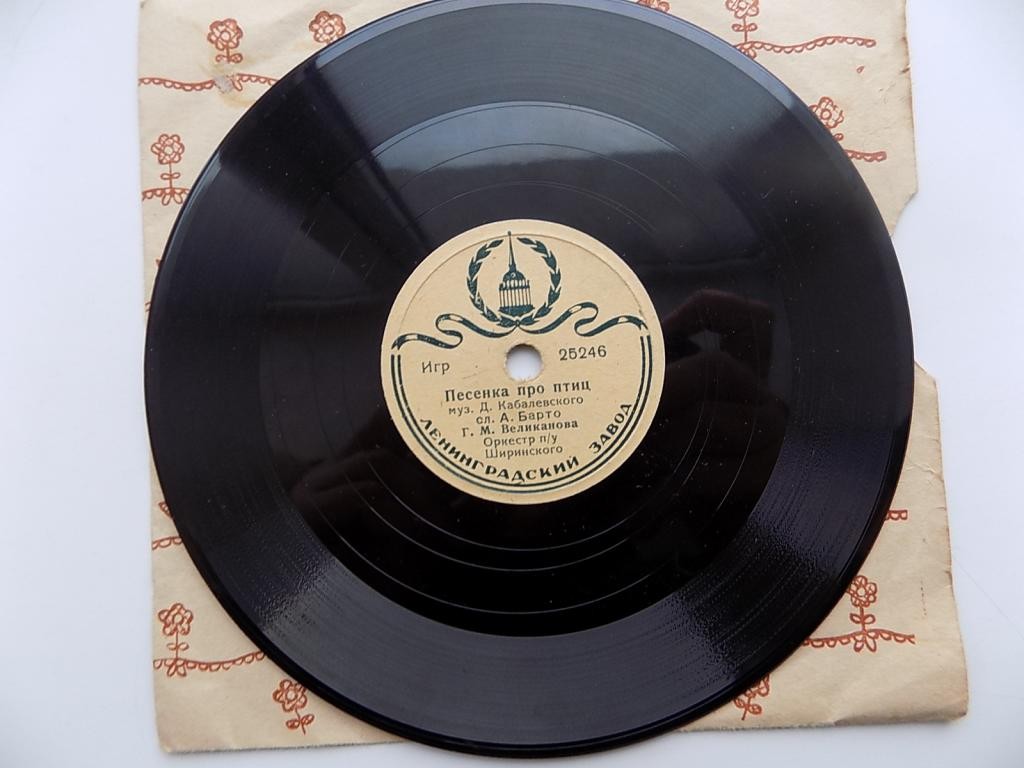 Игр 25246
Песенка про птиц
муз. Д. Кабалевского
сл. А. Барто
Г. М. Великанова
Оркестр п/у
Ширинского
ЛЕНИНГРАДСКИЙ ЗАВОД